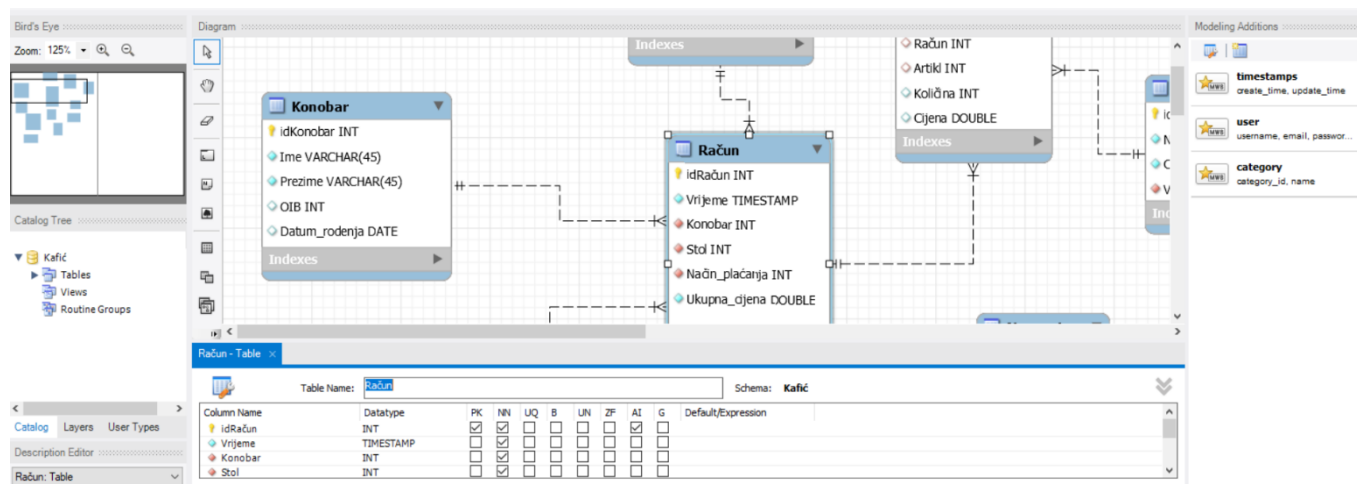 Bird's Eye
Zoom: 125%
Catalog Tree
Kafić
Tables
Views
Routine Groups
Catalog Layers User Types
Description Editor
Račun: Table
Diagram
Konobar
idKonobar INT
Ime VARCHAR(45)
Prezime VARCHAR(45)
OIB INT
Datum_rodenja DATE
Indexes
Indexes
Račun
idRačun INT
Vrijeme TIMESTAMP
Konobar INT
Stol INT
Način_plaćanja INT
Ukupna_cijena DOUBLE
Račun INT
Artikl INT
Količina INT
Cijena DOUBLE
Indexes
Račun - Table
Table Name: Račun Schema: Kafić
Column Name Datatype PK NN UQ B UN ZF AI G Default/Expression
idRačun INT
Vrijeme TIMESTAMP
Konobar INT
Stol INT
Modeling Additions
timestamps
create_time, update_time
user
username, email, passwor...
category
category_id, name